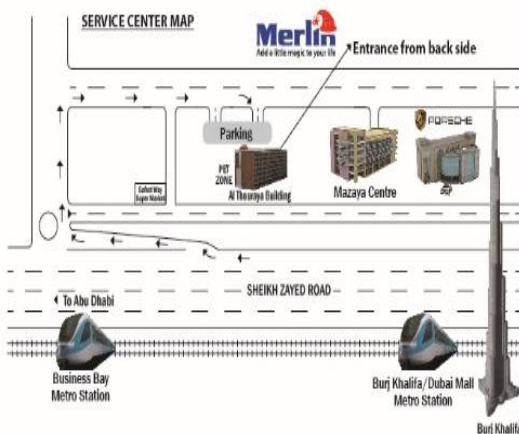 SERVICE CENTER MAP
Merlin
Add a little magic to your life
Entrance from back side
PORSCHE
Parking
PET
ZONE
Al Thuraya Building
Mazaya Centre
Safest Way
Super Market
SHEIKH ZAYED ROAD
To Abu Dhabi
Business Bay
Metro Station
Burj Khalifa/Dubai Mall
Metro Station
Burj Khalifa